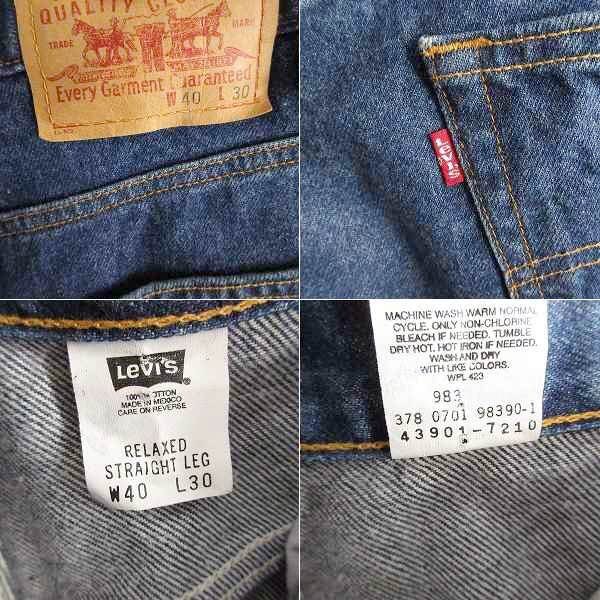 QUALITY CLO
TRADE MARK
Every Garment Guaranteed
W 40 L 30
LEVI'S
LEVI'S ®
100% COTTON
MADE IN MEXICO
CARE ON REVERSE
RELAXED
STRAIGHT LEG
W40 L30
MACHINE WASH WARM NORMAL
CYCLE. ONLY NON-CHLORINE
BLEACH IF NEEDED. TUMBLE
DRY HOT. HOT IRON IF NEEDED.
WASH AND DRY
WITH LIKE COLORS.
WPL 423
983
378 0701 98390-1
43901-7210